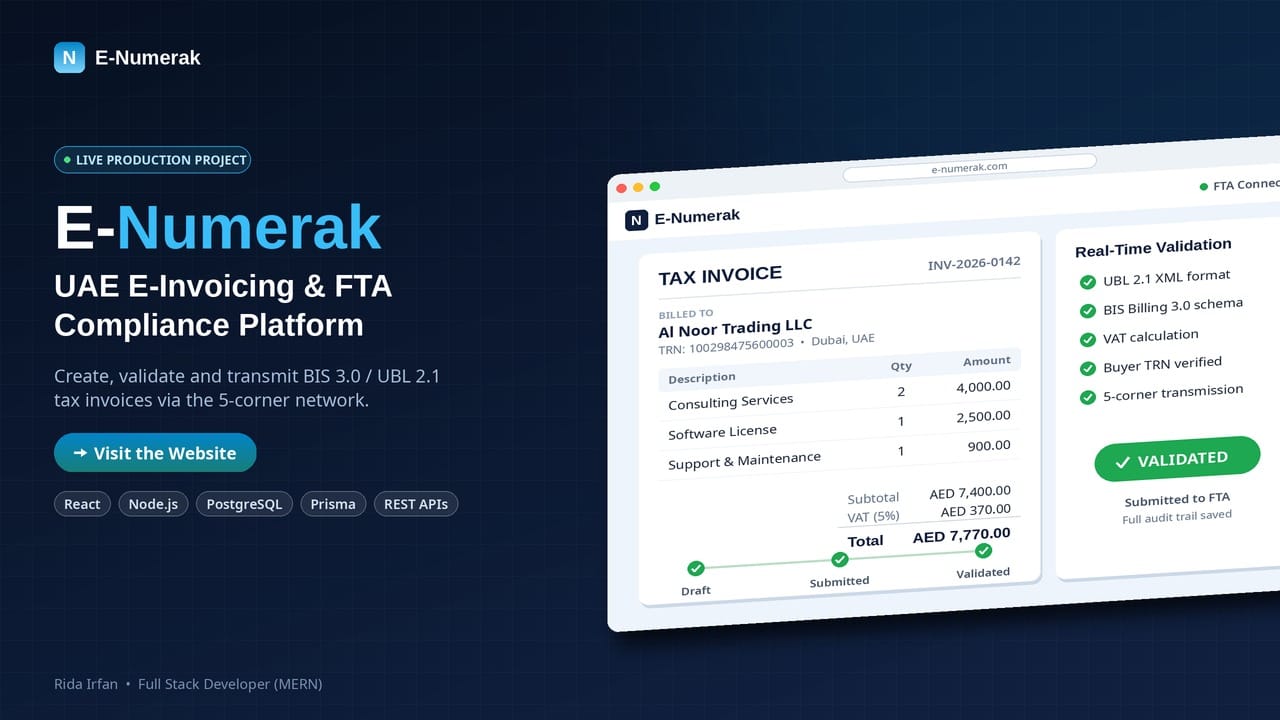 N E-Numerak
LIVE PRODUCTION PROJECT
E-Numerak
UAE E-Invoicing & FTA
Compliance Platform
Create, validate and transmit BIS 3.0 / UBL 2.1
tax invoices via the 5-corner network.
→ Visit the Website
React Node.js PostgreSQL Prisma REST APIs
Rida Irfan • Full Stack Developer (MERN)
e-numerak.com
N E-Numerak
FTA Connec
TAX INVOICE INV-2026-0142
BILLED TO
Al Noor Trading LLC
TRN: 100298475600003 • Dubai, UAE
Description Qty Amount
Consulting Services 2 4,000.00
Software License 1 2,500.00
Support & Maintenance 1 900.00
Subtotal AED 7,400.00
VAT (5%) AED 370.00
Total AED 7,770.00
Draft Submitted Validated
Real-Time Validation
UBL 2.1 XML format
BIS Billing 3.0 schema
VAT calculation
Buyer TRN verified
5-corner transmission
VALIDATED
Submitted to FTA
Full audit trail saved